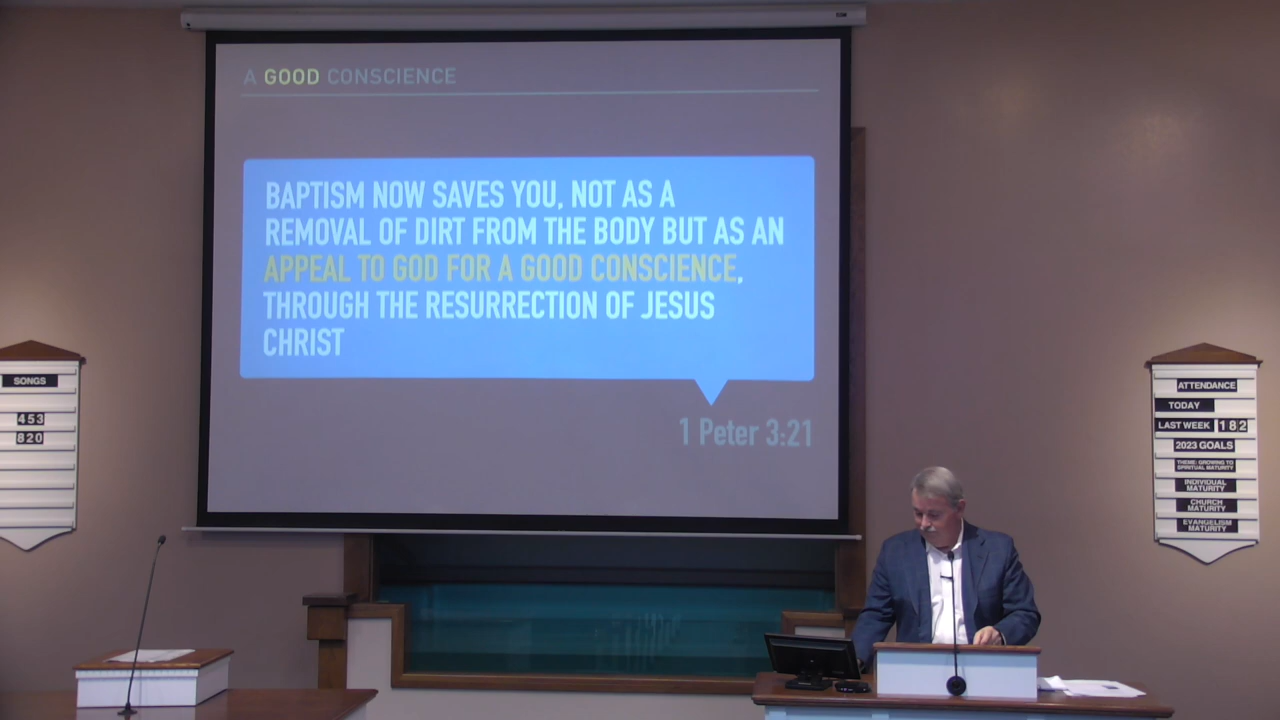 A GOOD CONSCIENCE
BAPTISM NOW SAVES YOU, NOT AS A
REMOVAL OF DIRT FROM THE BODY BUT AS AN
APPEAL TO GOD FOR A GOOD CONSCIENCE,
THROUGH THE RESURRECTION OF JESUS
CHRIST
1 Peter 3:21
SONGS
453
820
ATTENDANCE
TODAY
LAST WEEK 182
2023 GOALS
THEME: GROWING TO
SPIRITUAL MATURITY
INDIVIDUAL
MATURITY
CHURCH
MATURITY
EVANGELISM
MATURITY